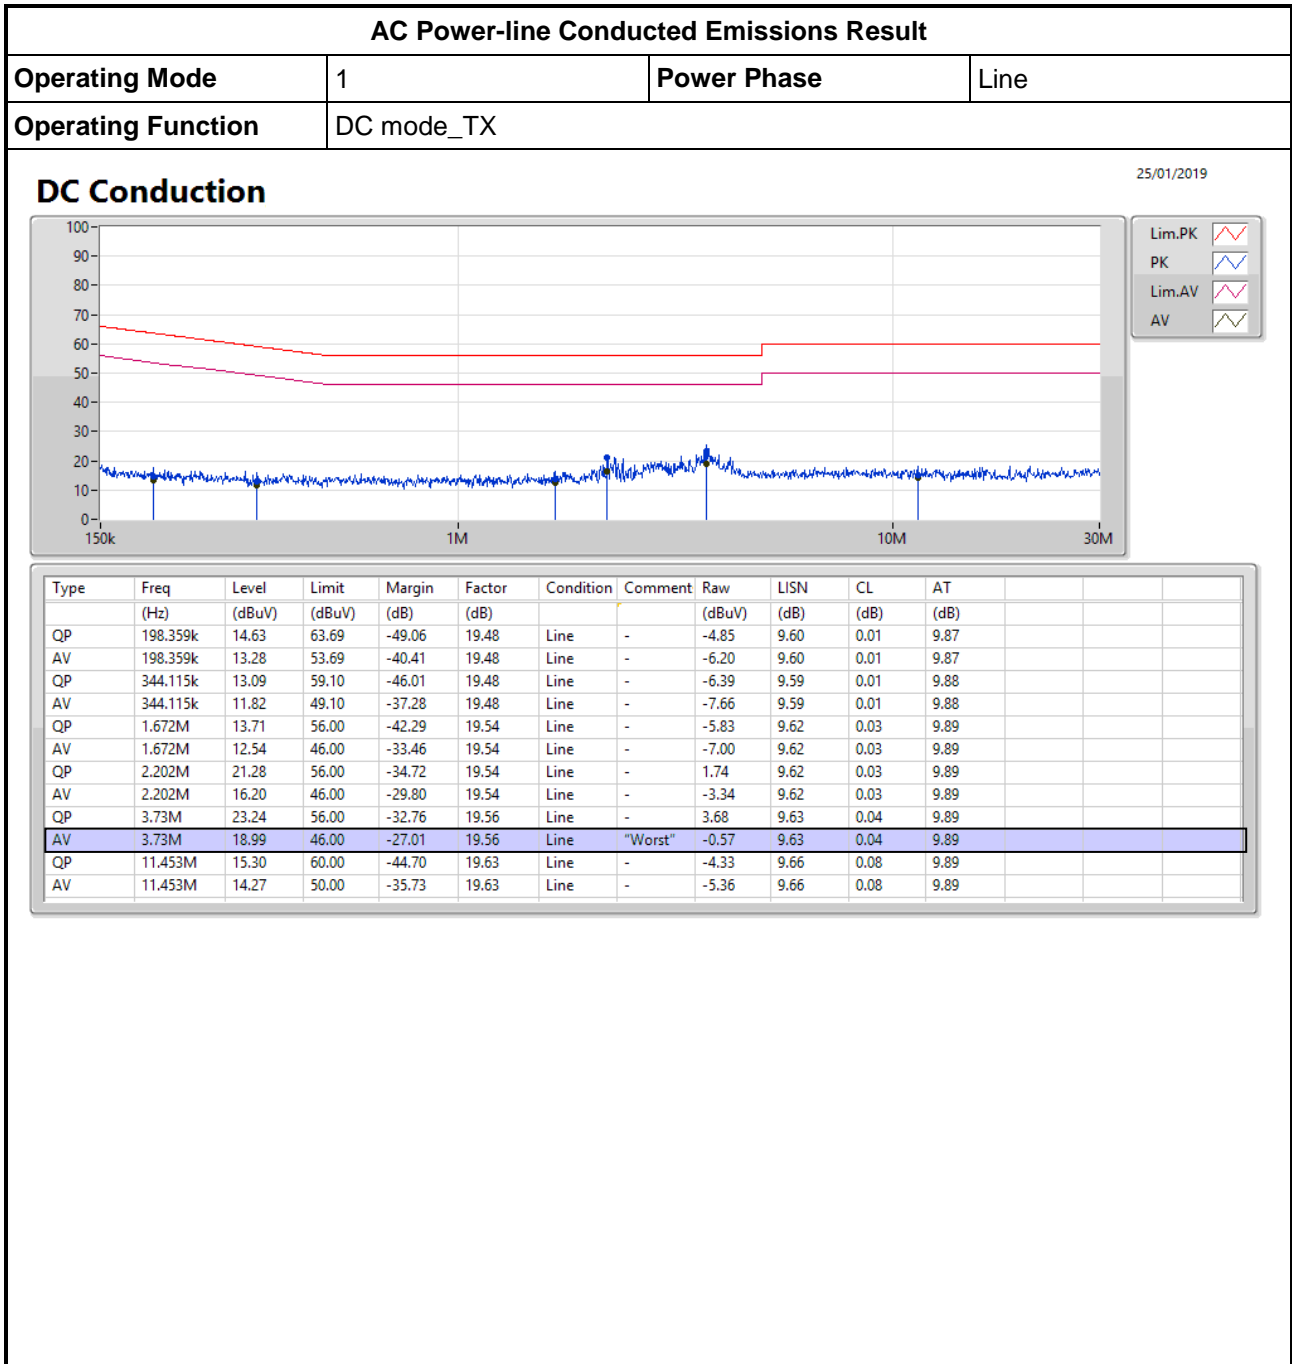 AC Power-line Conducted Emissions Result
Operating Mode 1 Power Phase Line
Operating Function DC mode_TX
25/01/2019
DC Conduction
100
90
80
70
60
50
40
30
20
10
0
150k 1M 10M 30M
Lim.PK
PK
Lim.AV
AV
Type Freq Level Limit Margin Factor Condition Comment Raw LISN CL AT
(Hz) (dBuV) (dBuV) (dB) (dB) (dBuV) (dB) (dB) (dB)
QP 198.359k 14.63 63.69 -49.06 19.48 Line - -4.85 9.60 0.01 9.87
AV 198.359k 13.28 53.69 -40.41 19.48 Line - -6.20 9.60 0.01 9.87
QP 344.115k 13.09 59.10 -46.01 19.48 Line - -6.39 9.59 0.01 9.88
AV 344.115k 11.82 49.10 -37.28 19.48 Line - -7.66 9.59 0.01 9.88
QP 1.672M 13.71 56.00 -42.29 19.54 Line - -5.83 9.62 0.03 9.89
AV 1.672M 12.54 46.00 -33.46 19.54 Line - -7.00 9.62 0.03 9.89
QP 2.202M 21.28 56.00 -34.72 19.54 Line - 1.74 9.62 0.03 9.89
AV 2.202M 16.20 46.00 -29.80 19.54 Line - -3.34 9.62 0.03 9.89
QP 3.73M 23.24 56.00 -32.76 19.56 Line - 3.68 9.63 0.04 9.89
AV 3.73M 18.99 46.00 -27.01 19.56 Line "Worst" -0.57 9.63 0.04 9.89
QP 11.453M 15.30 60.00 -44.70 19.63 Line - -4.33 9.66 0.08 9.89
AV 11.453M 14.27 50.00 -35.73 19.63 Line - -5.36 9.66 0.08 9.89